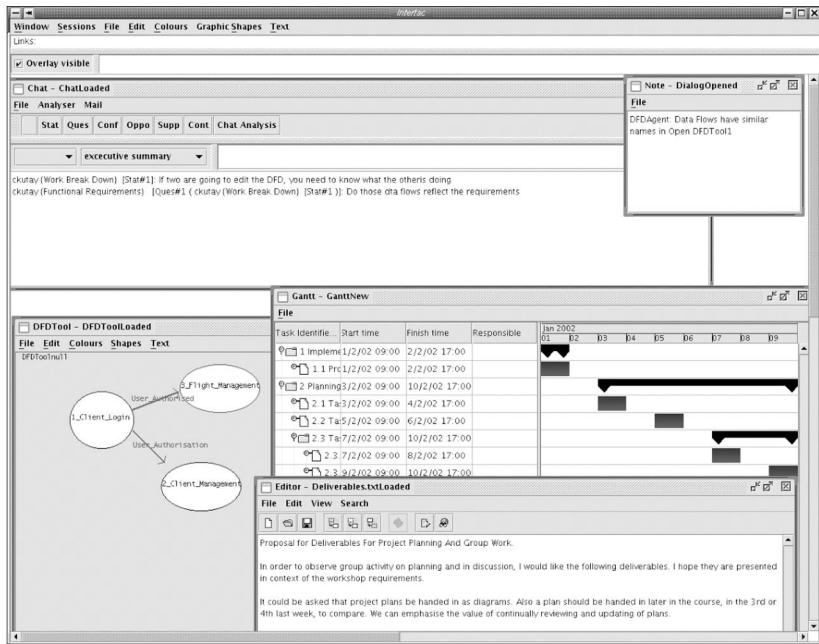 Interfac
Window Sessions File Edit Colours Graphic Shapes Text
Links:
Overlay visible
Chat - ChatLoaded
File Analyser Mail
Stat Ques Conf Oppo Supp Cont Chat Analysis
excecutive summary
ckutay (Work Break Down) [Stat#1]: If two are going to edit the DFD, you need to know what the otheris doing
ckutay (Functional Requirements) [Ques#1 ( ckutay (Work Break Down) [Stat#1 )]: Do those dta flows reflect the requirements
Note - DialogOpened
File
DFDAgent: Data Flows have similar
names in Open DFDTool1
Gantt - GanttNew
File
Task Identifie... Start time Finish time Responsible
Jan 2002
01 02 03 04 05 06 07 08 09
1 Impleme 1/2/02 09:00 2/2/02 17:00
1.1 Prc 1/2/02 09:00 2/2/02 17:00
2 Planning 3/2/02 09:00 10/2/02 17:00
2.1 Ta 3/2/02 09:00 4/2/02 17:00
2.2 Ta 5/2/02 09:00 6/2/02 17:00
2.3 Ta 7/2/02 09:00 10/2/02 17:00
2.3. 7/2/02 09:00 8/2/02 17:00
2.3. 9/2/02 09:00 10/2/02 17:00
DFDTool - DFDToolLoaded
File Edit Colours Shapes Text
DFDToolnull
3_Flight_Management
User_Authorised
1_Client_Login
User_Authorisation
2_Client_Management
Editor - Deliverables.txtLoaded
File Edit View Search
Proposal for Deliverables For Project Planning And Group Work.
In order to observe group activity on planning and in discussion, I would like the following deliverables. I hope they are presented
in context of the workshop requirements.
It could be asked that project plans be handed in as diagrams. Also a plan should be handed in later in the course, in the 3rd or
4th last week, to compare. We can emphasise the value of continually reviewing and updating of plans.